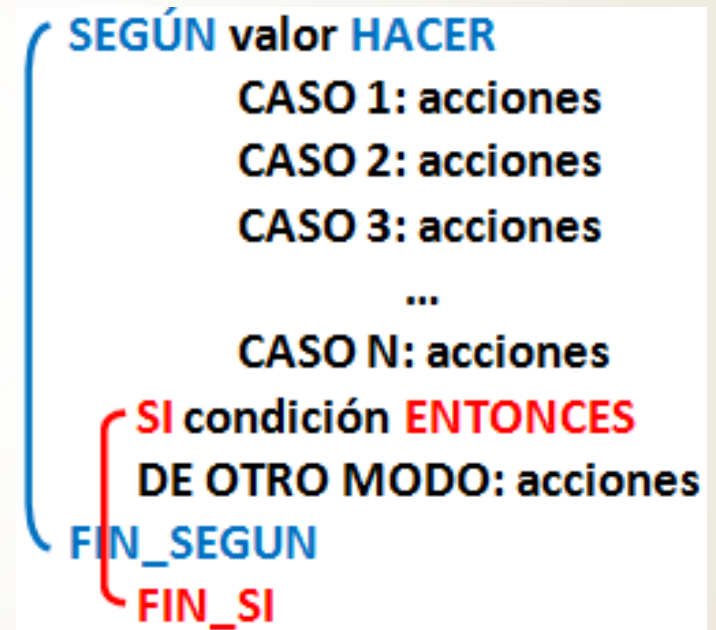 SEGÚN valor HACER
CASO 1: acciones
CASO 2: acciones
CASO 3: acciones
...
CASO N: acciones
SI condición ENTONCES
DE OTRO MODO: acciones
FIN_SEGUN
FIN_SI